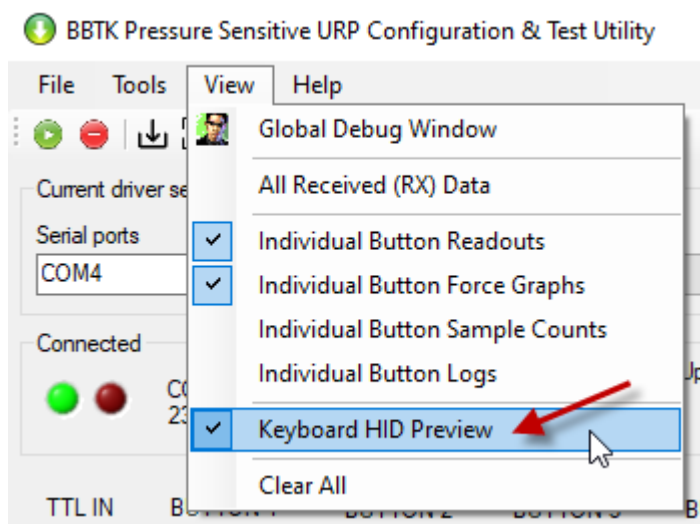 BBTK Pressure Sensitive URP Configuration & Test Utility
File Tools View Help
Global Debug Window
Current driver se
All Received (RX) Data
Serial ports
Individual Button Readouts
COM4
Individual Button Force Graphs
Individual Button Sample Counts
Connected
Individual Button Logs
Keyboard HID Preview
Clear All
TTL IN